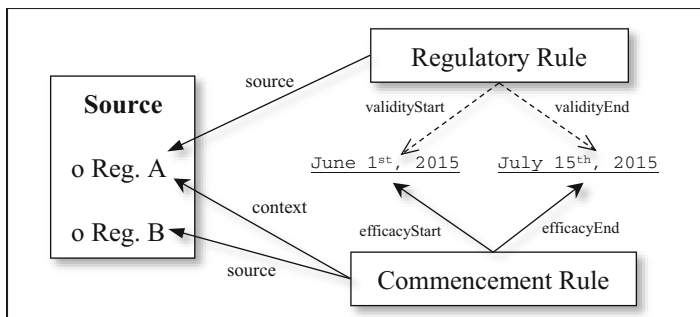 Regulatory Rule
source
Source
validityStart
validityEnd
o Reg. A
June 1st, 2015
July 15th, 2015
context
o Reg. B
efficacyStart
efficacyEnd
source
Commencement Rule